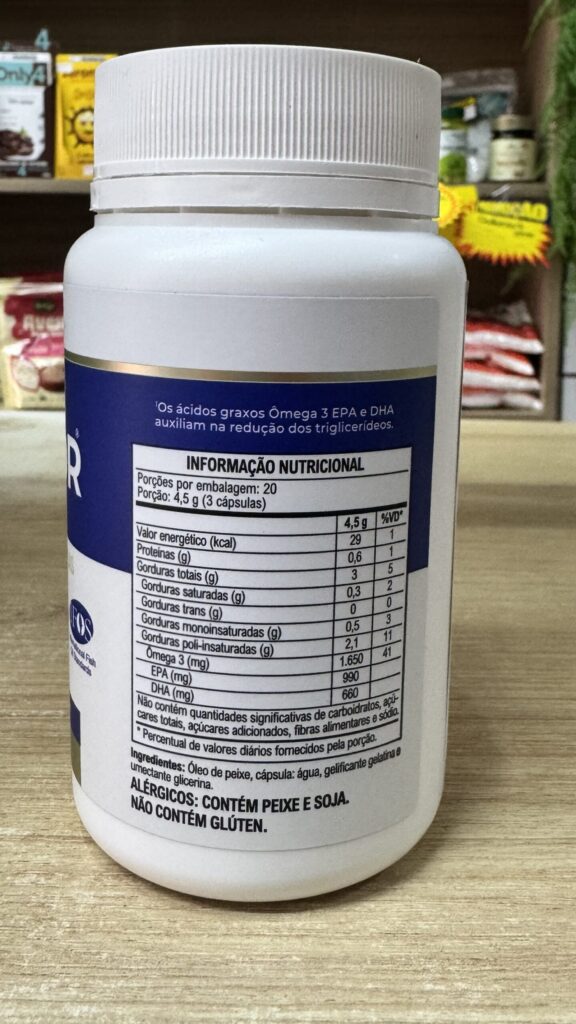 Only4
R®
¹Os ácidos graxos Ômega 3 EPA e DHA
auxiliam na redução dos triglicerídeos.
INFORMAÇÃO NUTRICIONAL
Porções por embalagem: 20
Porção: 4,5 g (3 cápsulas)
4,5 g %VD*
Valor energético (kcal) 29 1
Proteínas (g) 0,6 1
Gorduras totais (g) 3 5
Gorduras saturadas (g) 0,3 2
Gorduras trans (g) 0 0
Gorduras monoinsaturadas (g) 0,5 3
Gorduras poli-insaturadas (g) 2,1 11
Ômega 3 (mg) 1.650 41
EPA (mg) 990
DHA (mg) 660
Não contém quantidades significativas de carboidratos, açú-
cares totais, açúcares adicionados, fibras alimentares e sódio.
* Percentual de valores diários fornecidos pela porção.
Ingredientes: Óleo de peixe, cápsula: água, gelificante gelatina e
umectante glicerina.
ALÉRGICOS: CONTÉM PEIXE E SOJA.
NÃO CONTÉM GLÚTEN.
Fish
Standards